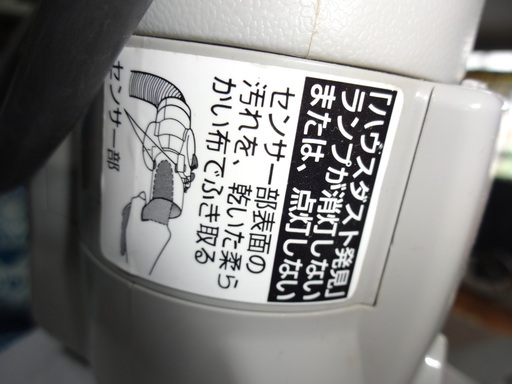 「ハウスダスト発見」
ランプが消灯しない
または、点灯しない
センサー部表面の
汚れを、乾いた柔ら
かい布でふき取る
センサー部